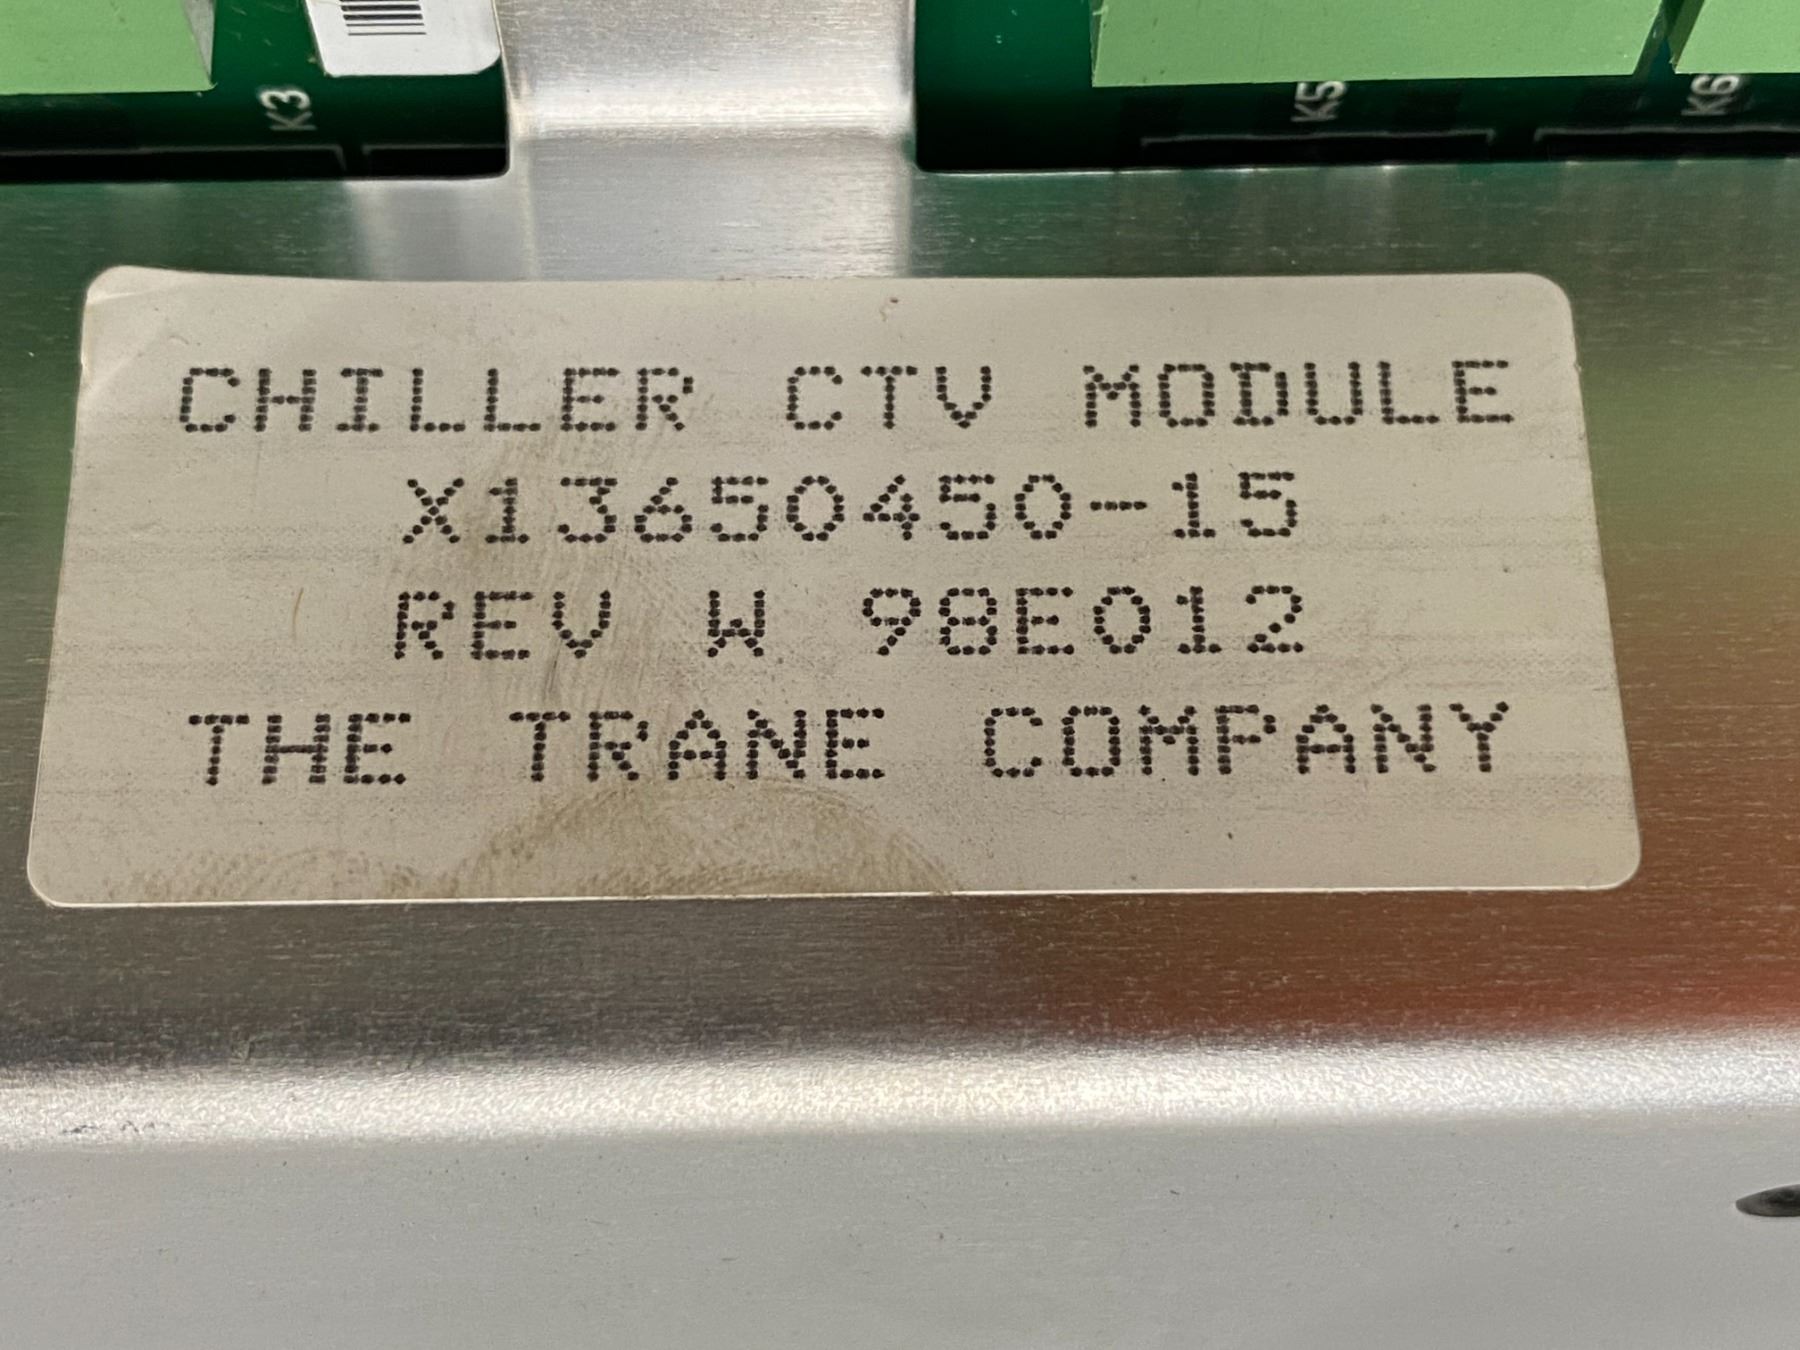 K3
K5
K6
CHILLER CTV MODULE
X13650450-15
REV W 98E012
THE TRANE COMPANY